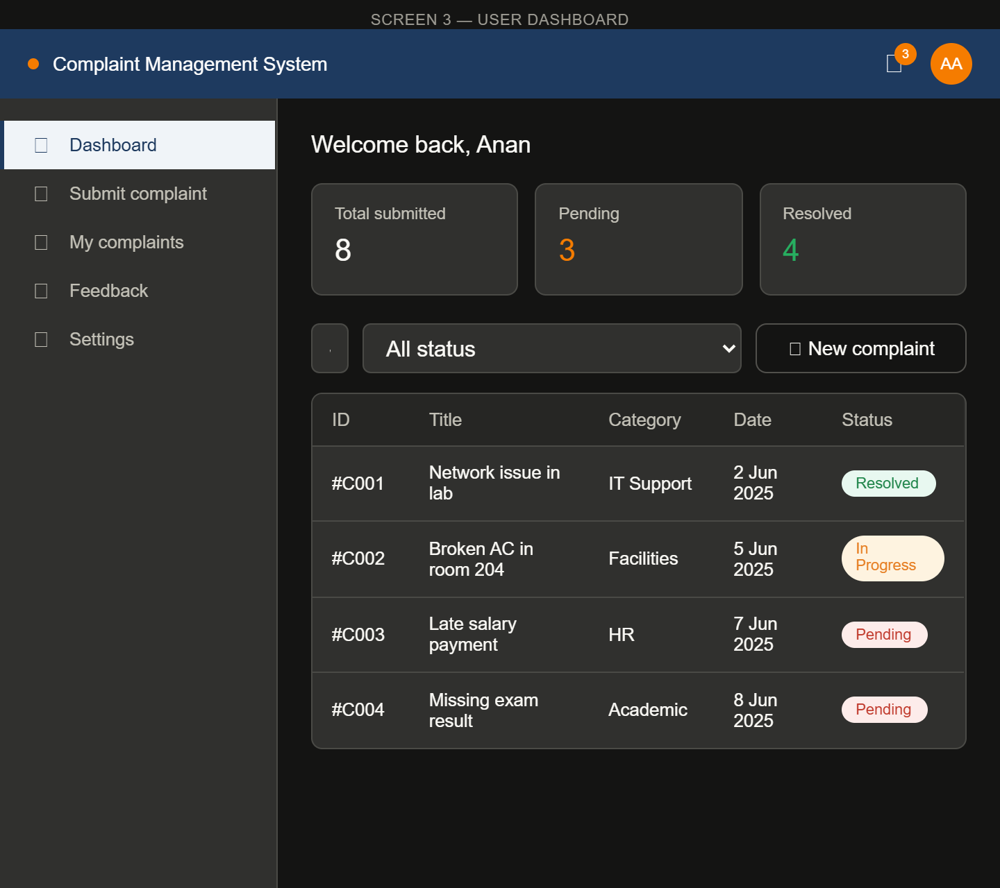 SCREEN 3 — USER DASHBOARD
Complaint Management System
3
AA
Dashboard
Submit complaint
My complaints
Feedback
Settings
Welcome back, Anan
Total submitted
8
Pending
3
Resolved
4
All status
New complaint
ID Title Category Date Status
#C001 Network issue in lab IT Support 2 Jun 2025 Resolved
#C002 Broken AC in room 204 Facilities 5 Jun 2025 In Progress
#C003 Late salary payment HR 7 Jun 2025 Pending
#C004 Missing exam result Academic 8 Jun 2025 Pending